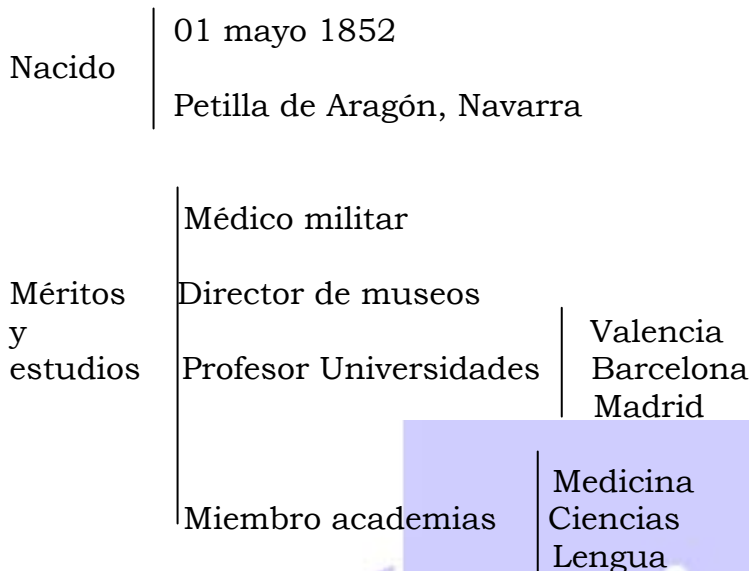 Nacido
01 mayo 1852
Petilla de Aragón, Navarra
Méritos
y
estudios
Médico militar
Director de museos
Profesor Universidades
Valencia
Barcelona
Madrid
Miembro academias
Medicina
Ciencias
Lengua